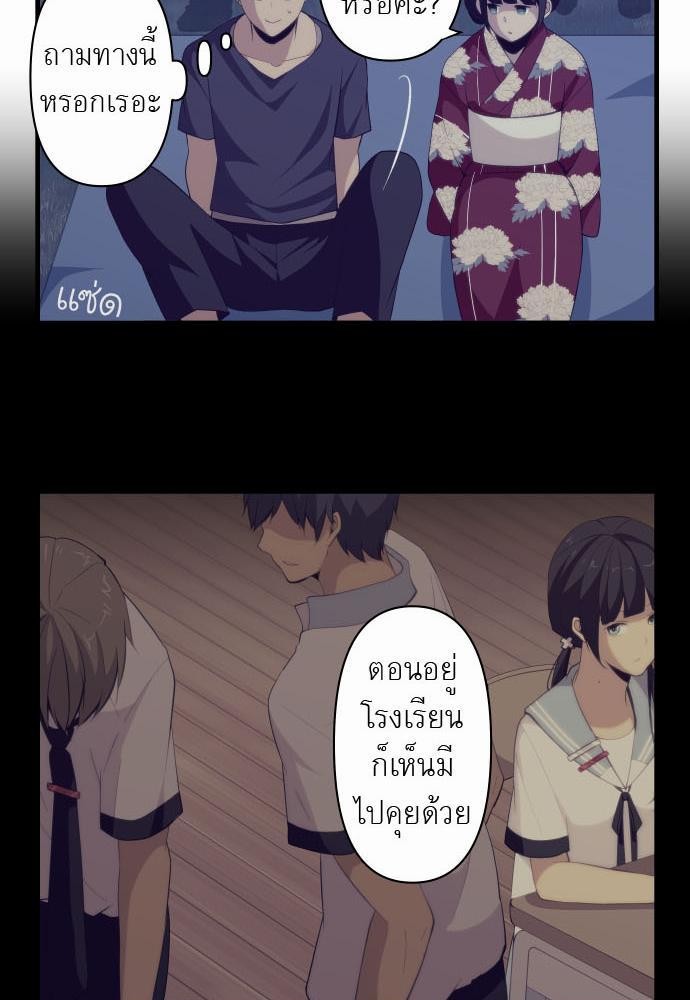 หรอคะ?
ถามทางนี้
หรอกเรอะ
แซ่ด
ตอนอยู่
โรงเรียน
ก็เห็นมี
ไปคุยด้วย